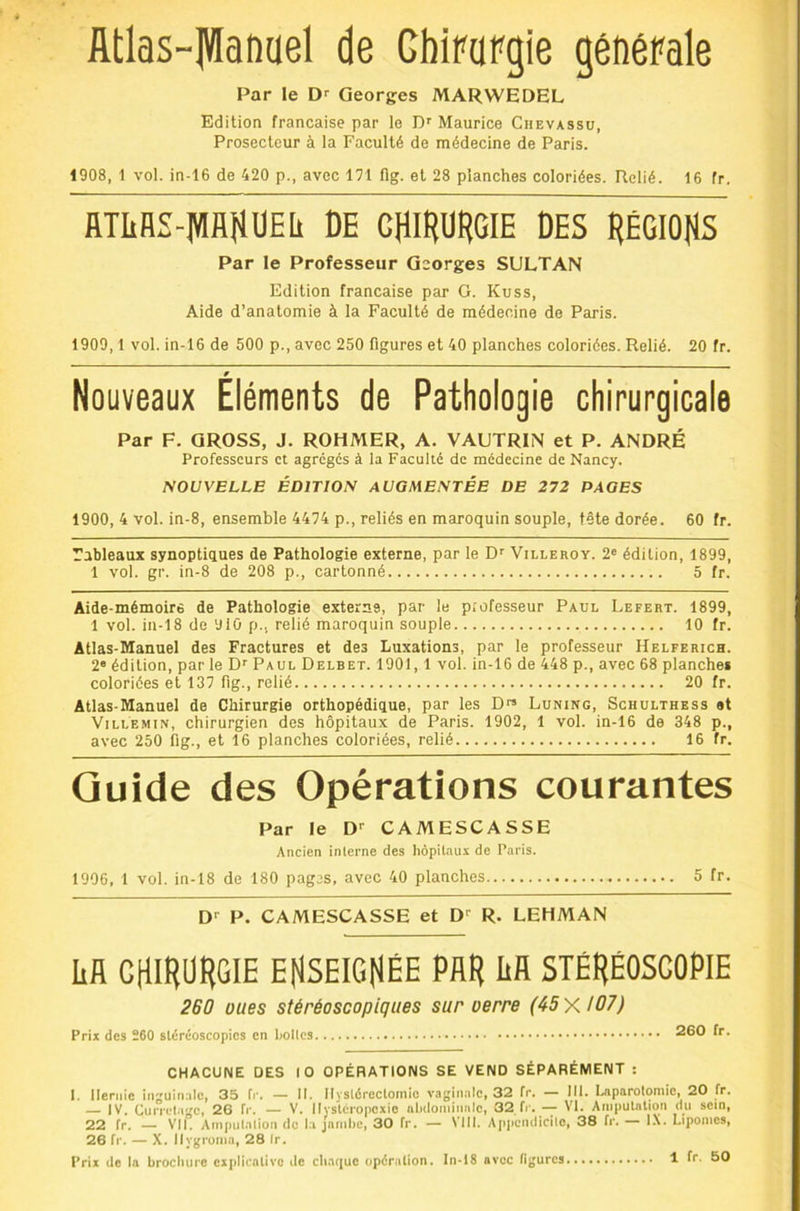 Atlas-Manuel de Chirurgie générale
Par le Dr Georges MARWEDEL
Edition francaise par le Dr Maurice CHEVASSU,
Prosecteur à la Faculté de médecine de Paris.
1908, 1 vol. in-16 de 420 p., avec 171 fig. et 28 planches coloriées. Relié. 16 fr.
ATLAS-MANUEL DE CHIRURGIE DES RÉGIONS
Par le Professeur Georges SULTAN
Edition francaise par G. Kuss,
Aide d'anatomie à la Faculté de médecine de Paris.
1909, 1 vol. in-16 de 500 p., avec 250 figures et 40 planches coloriées. Relié. 20 fr.
Nouveaux Éléments de Pathologie chirurgicale
Par F. GROSS, J. ROHMER, A. VAUTRIN et P. ANDRÉ
Professeurs et agrégés à la Faculté de médecine de Nancy.
NOUVELLE ÉDITION AUGMENTÉE DE 272 PAGES
1900, 4 vol. in-8, ensemble 4474 p., reliés en maroquin souple, tête dorée. 60 fr.
Tableaux synoptiques de Pathologie externe, par le Dr VILLEROY. 2e édition, 1899,
1 vol. gr. in-8 de 208 p., cartonné.......... 5 fr.
Aide-mémoire de Pathologie externe, par le professeur PAUL LEFERT. 1899,
1 vol. in-18 de 910 p., relié maroquin souple.......... 10 fr.
Atlas-Manuel des Fractures et des Luxations, par le professeur HELFERICH.
2e édition, par le Dr PAUL DELBET. 1901, 1 vol. in-16 de 448 p., avec 68 planches
coloriées et 137 fig., relié.......... 20 fr.
Atlas-Manuel de Chirurgie orthopédique, par les Drs LUNING, SCHULTHESS et
VILLEMIN, chirurgien des hôpitaux de Paris. 1902, 1 vol. in-16 de 348 p.,
avec 250 fig., et 16 planches coloriées, relié.......... 16 fr.
Guide des Opérations courantes
Par le Dr CAMESCASSE
Ancien interne des hôpitaux de Paris.
1906, 1 vol. in-18 de 180 pages, avec 40 planches.......... 5 fr.
Dr P. CAMESCASSE et Dr R. LEHMAN
LA CHIRURGIE ENSEIGNÉE PAR LA STÉRÉOSCOPIE
260 vues stéréoscopiques sur verre (45 X 107)
Prix des 260 stéréoscopies en boîtes.......... 260 fr.
CHACUNE DES 10 OPÉRATIONS SE VEND SÉPARÉMENT :
I. Hernie inguinale, 35 fr. — II. Hystérectomie vaginale, 32 fr. — III. Laparotomie, 20 fr.
— IV. Curretage, 26 fr. — V. Hystéropexie abdominale, 32 fr. — VI. Amputation du sein,
22 fr. — VII. Amputation de la jambe, 30 fr. — VIII. Appendicite, 38 fr. — IX. Lipomes,
26 fr. — X. Hygroma, 28 fr.
Prix de la brochure explicative de chaque opération. In-18 avec figures.......... 1 fr. 50